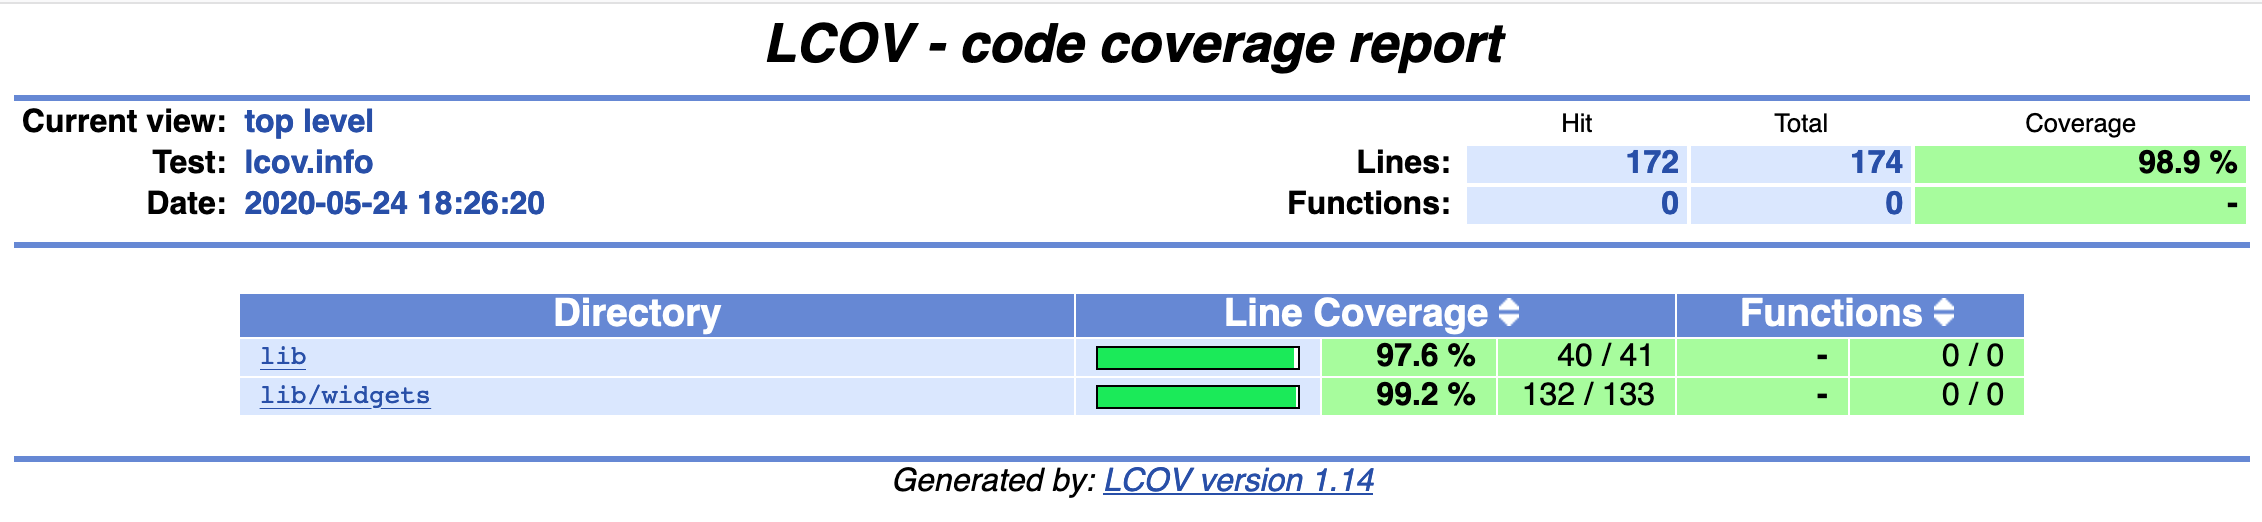 LCOV - code coverage report
Current view: top level
Hit Total Coverage
Test: lcov.info Lines: 172 174 98.9 %
Date: 2020-05-24 18:26:20 Functions: 0 0 -
Directory Line Coverage Functions
lib 97.6 % 40 / 41 - 0 / 0
lib/widgets 99.2 % 132 / 133 - 0 / 0
Generated by: LCOV version 1.14